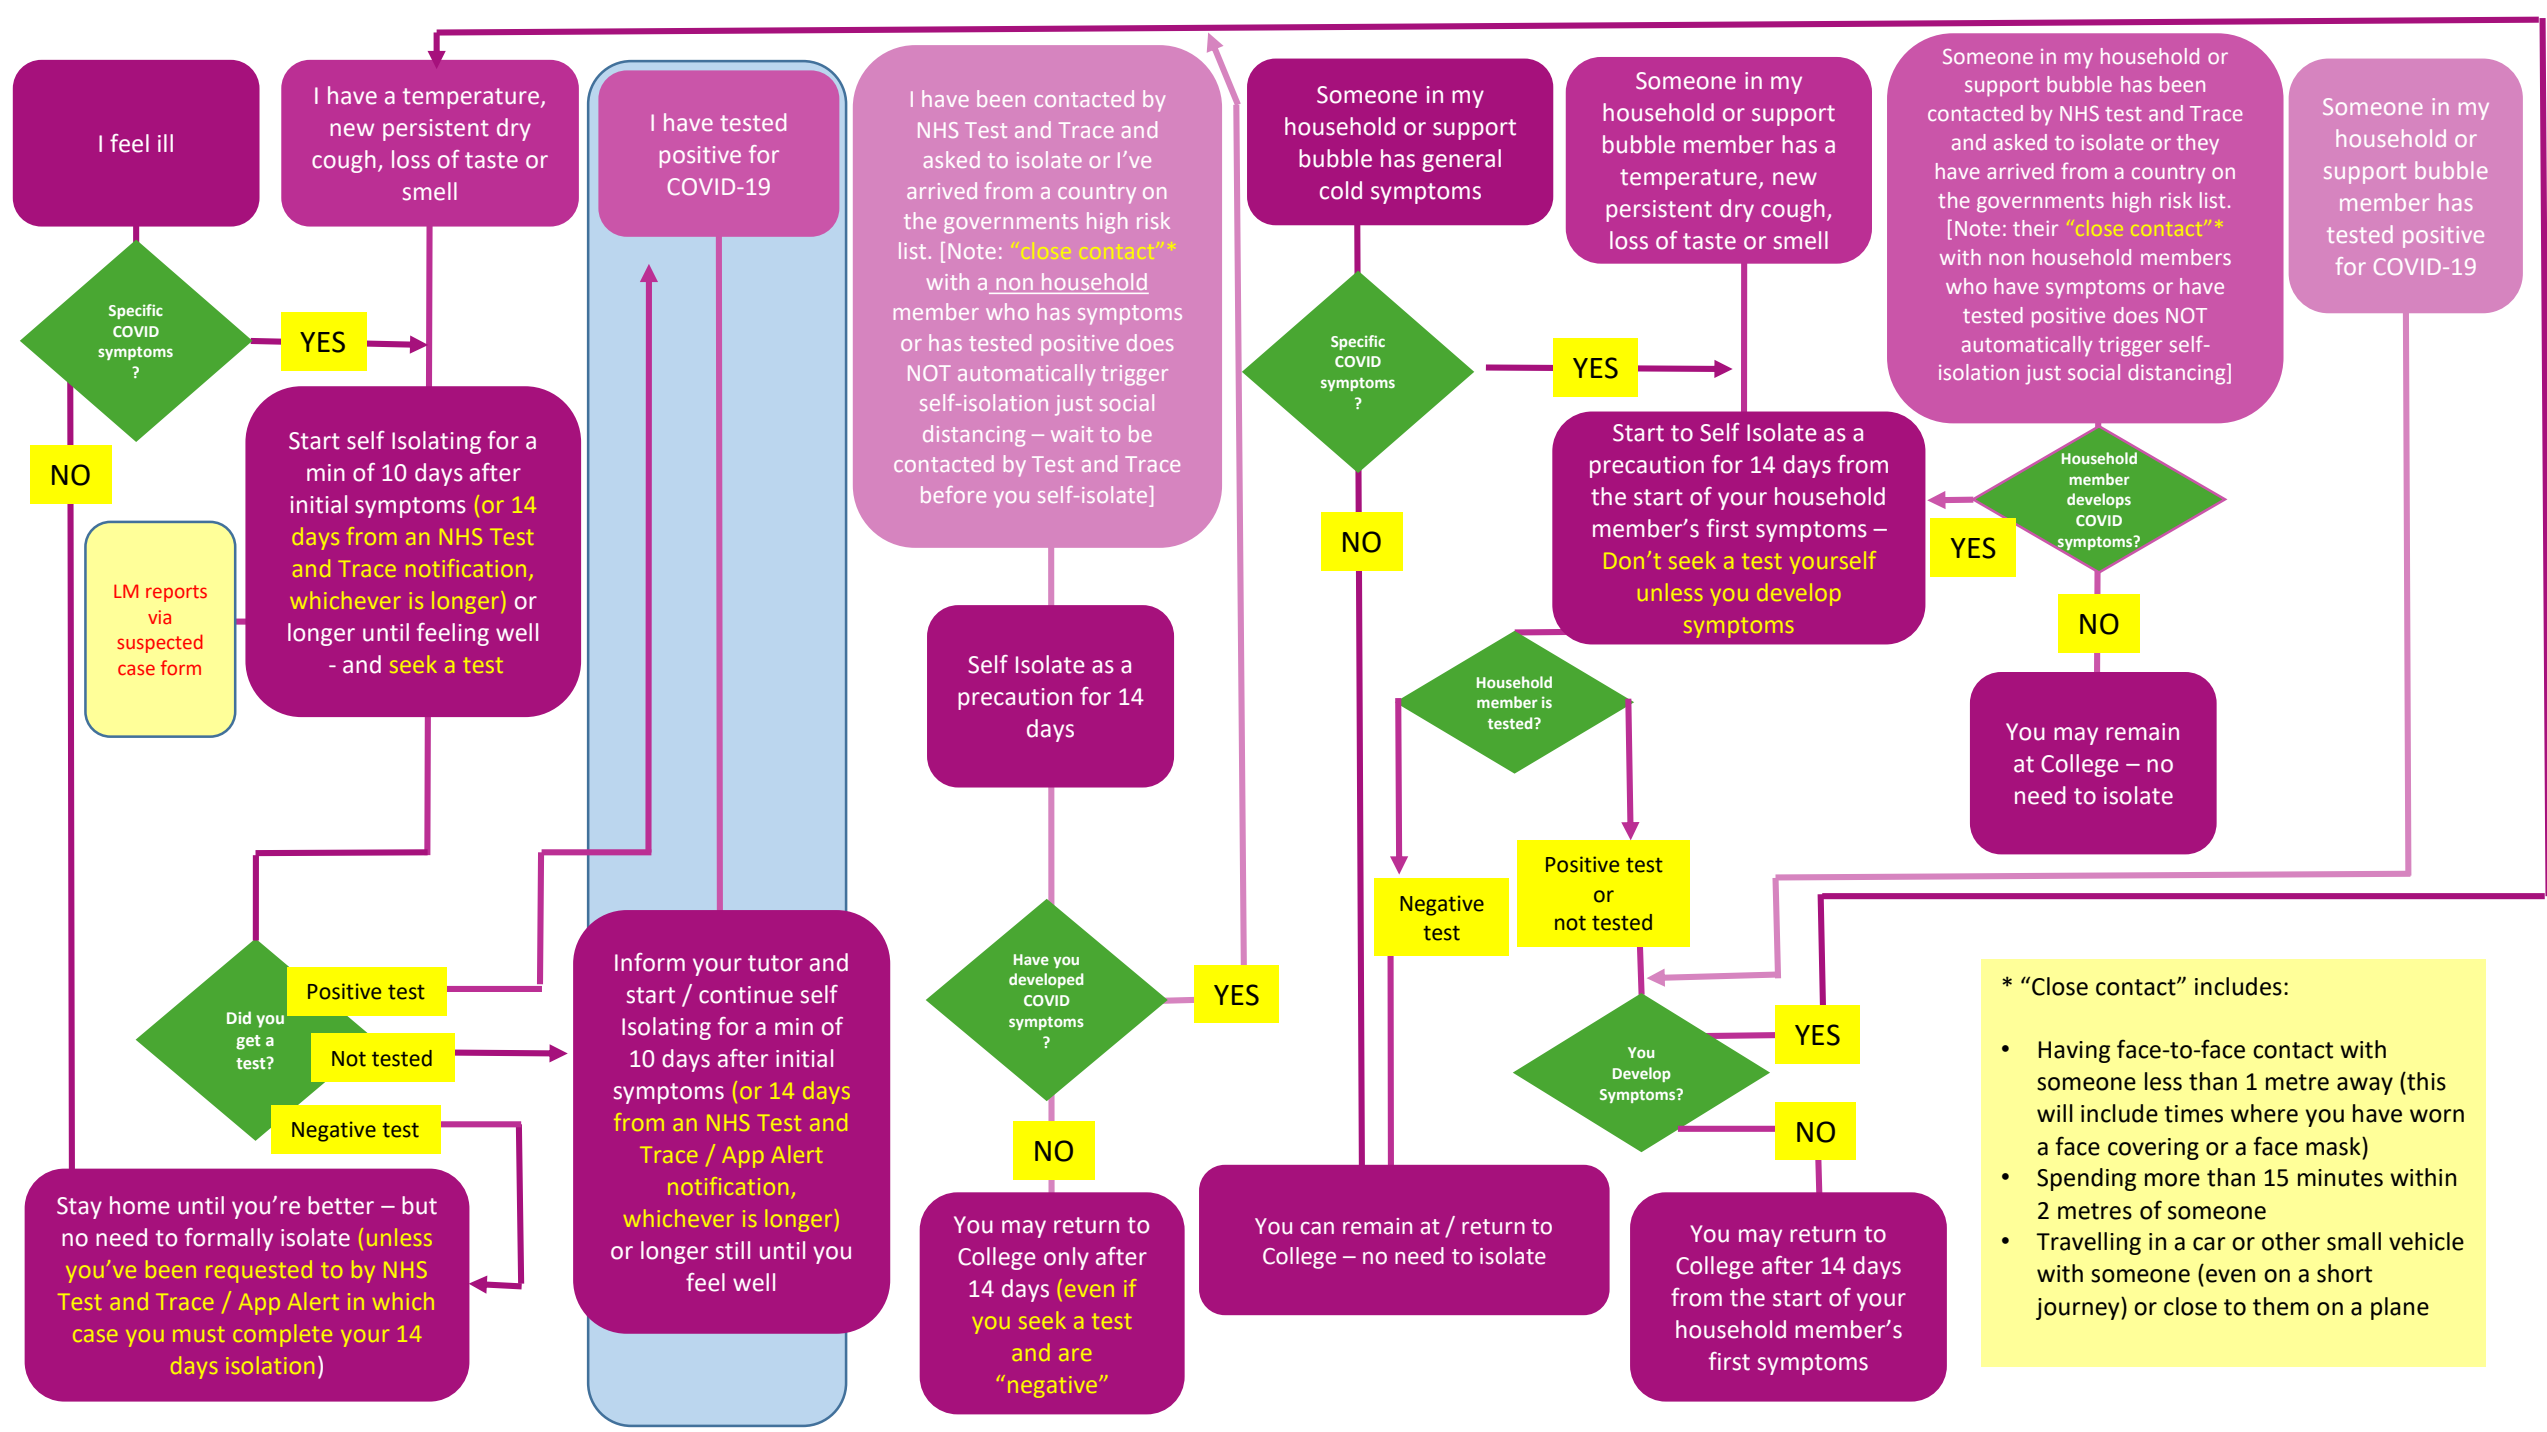 I feel ill
Specific
COVID
symptoms
?
YES
NO
I have a temperature,
new persistent dry
cough, loss of taste or
smell
Start self Isolating for a
min of 10 days after
initial symptoms (or 14
days from an NHS Test
and Trace notification,
whichever is longer) or
longer until feeling well
- and seek a test
LM reports
via
suspected
case form
Did you
get a
test?
Positive test
Not tested
Negative test
Stay home until you’re better – but
no need to formally isolate (unless
you’ve been requested to by NHS
Test and Trace / App Alert in which
case you must complete your 14
days isolation)
I have tested
positive for
COVID-19
Inform your tutor and
start / continue self
Isolating for a min of
10 days after initial
symptoms (or 14 days
from an NHS Test and
Trace / App Alert
notification,
whichever is longer)
or longer still until you
feel well
I have been contacted by
NHS Test and Trace and
asked to isolate or I’ve
arrived from a country on
the governments high risk
list. [Note: “close contact”*
with a non household
member who has symptoms
or has tested positive does
NOT automatically trigger
self-isolation just social
distancing – wait to be
contacted by Test and Trace
before you self-isolate]
Self Isolate as a
precaution for 14
days
Have you
developed
COVID
symptoms
?
YES
NO
You may return to
College only after
14 days (even if
you seek a test
and are
“negative”
Someone in my
household or support
bubble has general
cold symptoms
Specific
COVID
symptoms
?
YES
NO
Someone in my
household or support
bubble member has a
temperature, new
persistent dry cough,
loss of taste or smell
Start to Self Isolate as a
precaution for 14 days from
the start of your household
member’s first symptoms –
Don’t seek a test yourself
unless you develop
symptoms
Household
member is
tested?
Negative
test
Positive test
or
not tested
You can remain at / return to
College – no need to isolate
You
Develop
Symptoms?
YES
NO
You may return to
College after 14 days
from the start of your
household member’s
first symptoms
Someone in my household or
support bubble has been
contacted by NHS test and Trace
and asked to isolate or they
have arrived from a country on
the governments high risk list.
[Note: their “close contact”*
with non household members
who have symptoms or have
tested positive does NOT
automatically trigger self-
isolation just social distancing]
Household
member
develops
COVID
symptoms?
YES
NO
You may remain
at College – no
need to isolate
Someone in my
household or
support bubble
member has
tested positive
for COVID-19
* “Close contact” includes:
• Having face-to-face contact with
someone less than 1 metre away (this
will include times where you have worn
a face covering or a face mask)
• Spending more than 15 minutes within
2 metres of someone
• Travelling in a car or other small vehicle
with someone (even on a short
journey) or close to them on a plane